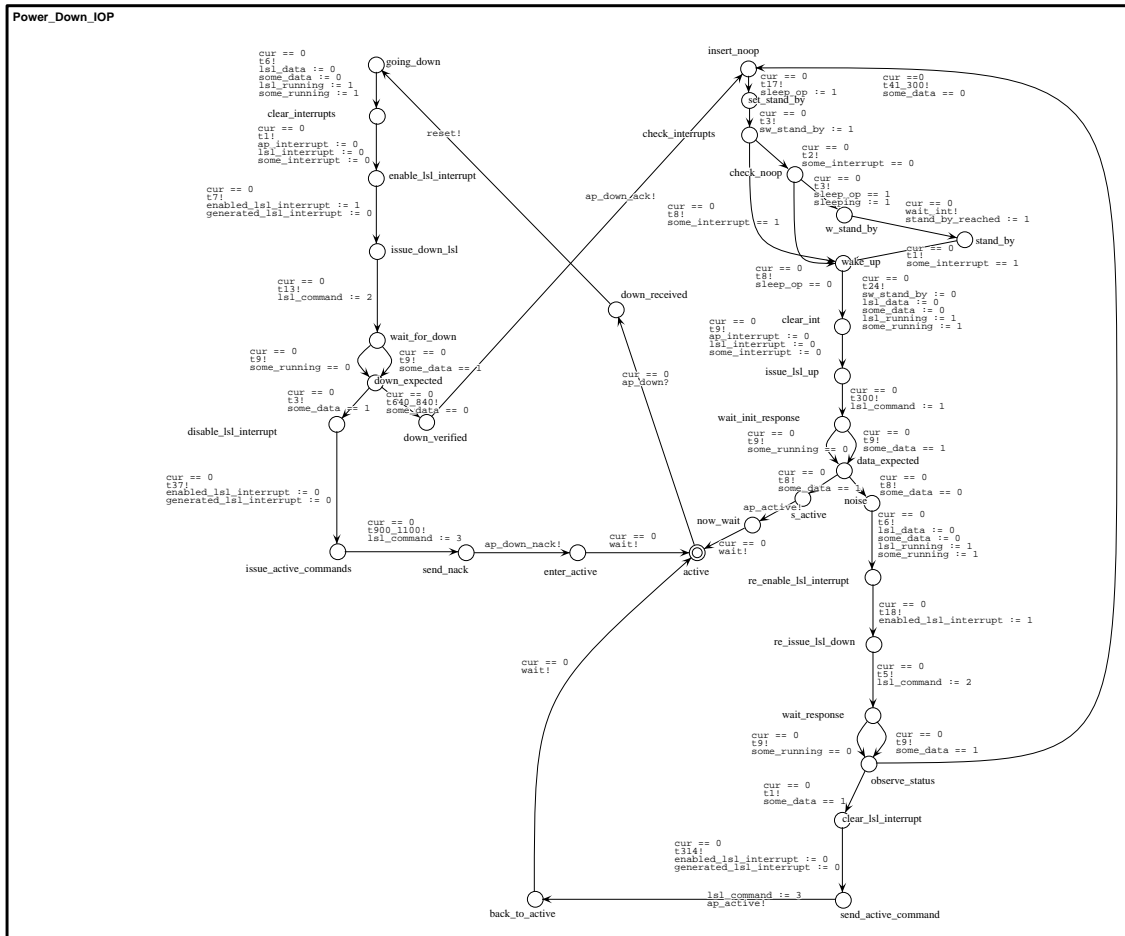 Power_Down_IOP
going_down
cur == 0
t6!
lsl_data := 0
some_data := 0
lsl_running := 1
some_running := 1
clear_interrupts
cur == 0
t1!
ap_interrupt := 0
lsl_interrupt := 0
some_interrupt := 0
enable_lsl_interrupt
cur == 0
t7!
enabled_lsl_interrupt := 1
generated_lsl_interrupt := 0
issue_down_lsl
cur == 0
t13!
lsl_command := 2
wait_for_down
cur == 0
t9!
some_running == 0
cur == 0
t9!
some_data == 1
down_expected
cur == 0
t3!
some_data == 1
cur == 0
t640_840!
some_data == 0
disable_lsl_interrupt
down_verified
cur == 0
t37!
enabled_lsl_interrupt := 0
generated_lsl_interrupt := 0
issue_active_commands
cur == 0
t900_1100!
lsl_command := 3
send_nack
ap_down_nack!
enter_active
cur == 0
wait!
active
reset!
ap_down_ack!
down_received
cur == 0
ap_down?
insert_noop
cur == 0
t17!
sleep_op := 1
cur ==0
t41_300!
some_data == 0
set_stand_by
cur == 0
t3!
sw_stand_by := 1
check_interrupts
cur == 0
t2!
some_interrupt == 0
check_noop
cur == 0
t3!
sleep_op == 1
sleeping := 1
cur == 0
t8!
some_interrupt == 1
w_stand_by
cur == 0
wait_int!
stand_by_reached := 1
stand_by
cur == 0
t1!
some_interrupt == 1
wake_up
cur == 0
t8!
sleep_op == 0
cur == 0
t24!
sw_stand_by := 0
lsl_data := 0
some_data := 0
lsl_running := 1
some_running := 1
clear_int
cur == 0
t9!
ap_interrupt := 0
lsl_interrupt := 0
some_interrupt := 0
issue_lsl_up
cur == 0
t300!
lsl_command := 1
wait_init_response
cur == 0
t9!
some_running == 0
cur == 0
t9!
some_data == 1
data_expected
cur == 0
t8!
some_data == 1
cur == 0
t8!
some_data == 0
s_active
noise
ap_active!
now_wait
cur == 0
wait!
cur == 0
t6!
lsl_data := 0
some_data := 0
lsl_running := 1
some_running := 1
re_enable_lsl_interrupt
cur == 0
t18!
enabled_lsl_interrupt := 1
re_issue_lsl_down
cur == 0
t5!
lsl_command := 2
wait_response
cur == 0
t9!
some_running == 0
cur == 0
t9!
some_data == 1
observe_status
cur == 0
t1!
some_data == 1
clear_lsl_interrupt
cur == 0
t314!
enabled_lsl_interrupt := 0
generated_lsl_interrupt := 0
send_active_command
lsl_command := 3
ap_active!
back_to_active
cur == 0
wait!